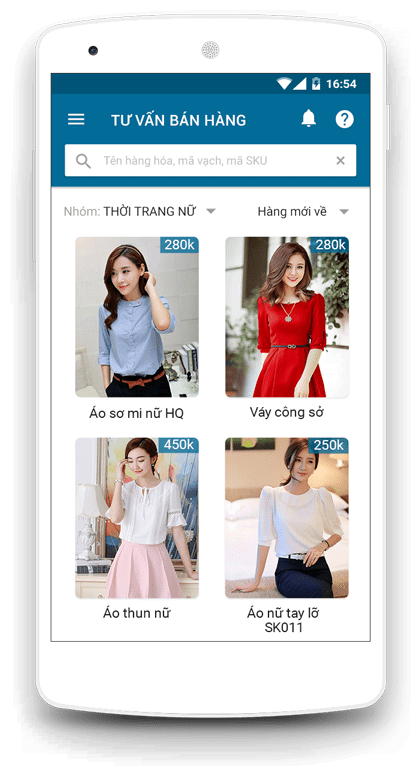 16:54
TƯ VẤN BÁN HÀNG
Tên hàng hóa, mã vạch, mã SKU
Nhóm: THỜI TRANG NỮ
Hàng mới về
280k
280k
Áo sơ mi nữ HQ
Váy công sở
450k
250k
Áo thun nữ
Áo nữ tay lỡ
SK011